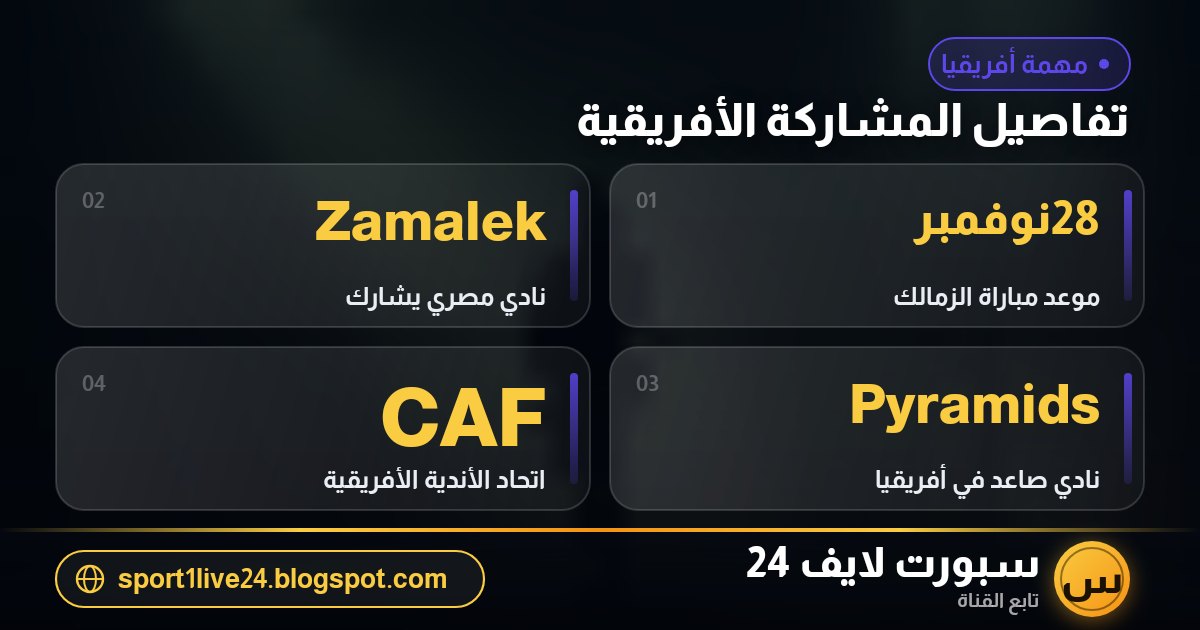 • مهمة أفريقيا
تفاصيل المشاركة الأفريقية
01
28نوفمبر
موعد مباراة الزمالك
02
Zamalek
نادي مصري يشارك
03
Pyramids
نادي صاعد في أفريقيا
04
CAF
اتحاد الأندية الأفريقية
س
سبورت لايف 24
تابع القناة
sport1live24.blogspot.com